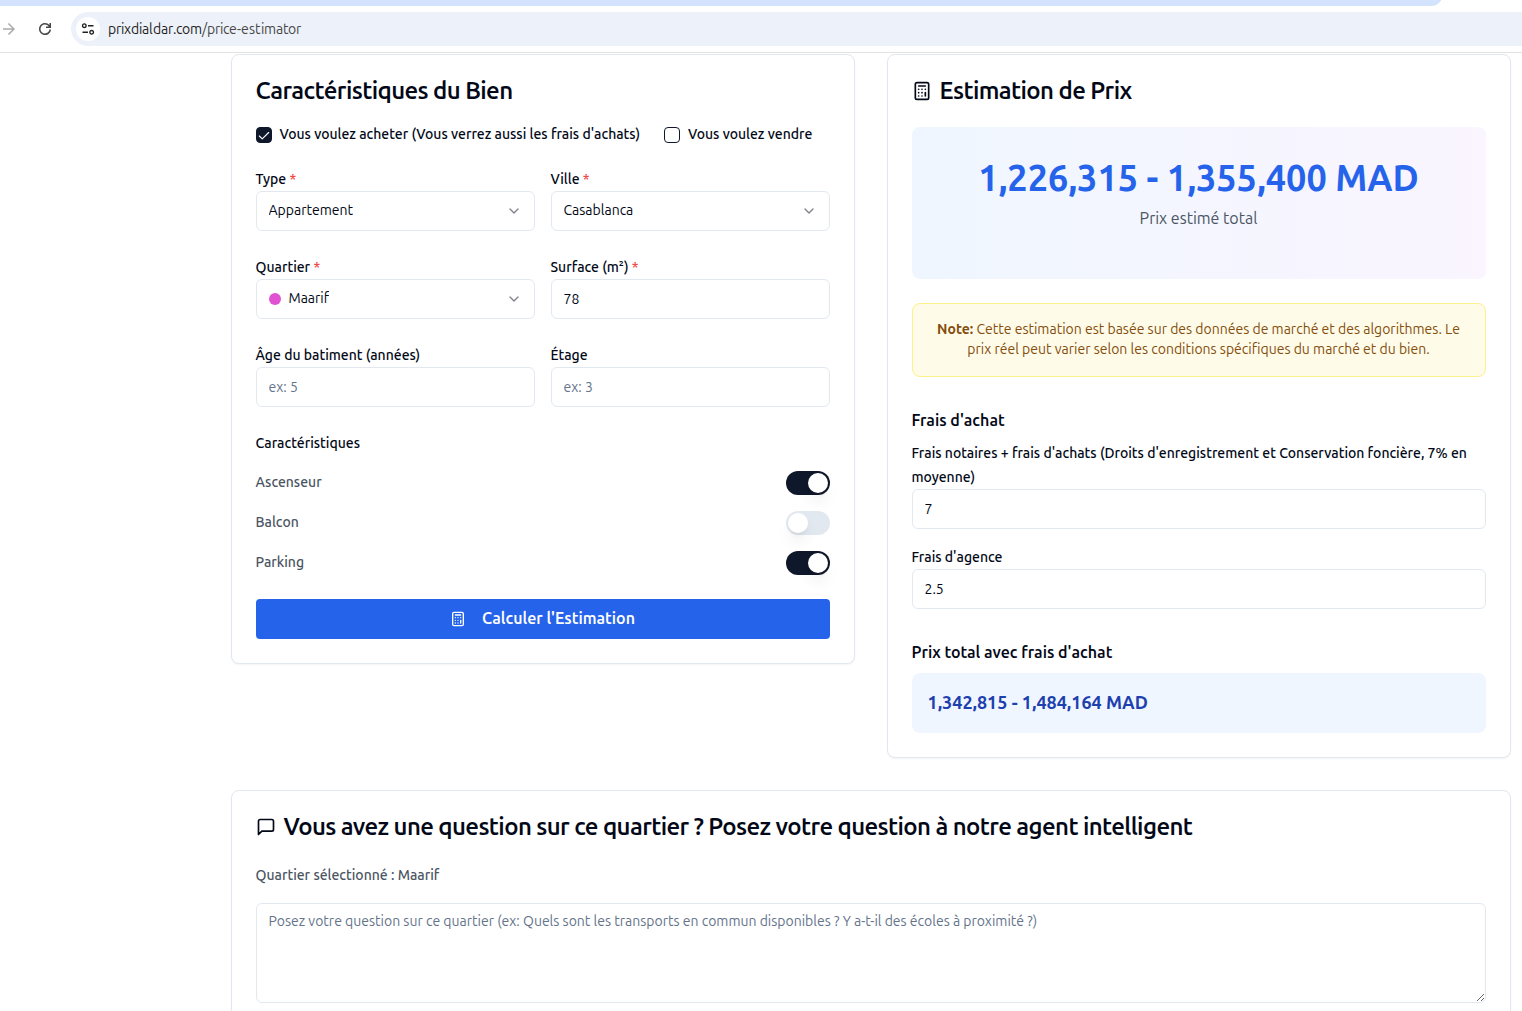 prixdialdar.com/price-estimator
Caractéristiques du Bien
Vous voulez acheter (Vous verrez aussi les frais d'achats)
Vous voulez vendre
Type *
Ville *
Appartement
Casablanca
Quartier *
Surface (m²) *
Maarif
78
Âge du batiment (années)
Étage
ex: 5
ex: 3
Caractéristiques
Ascenseur
Balcon
Parking
Calculer l'Estimation
Estimation de Prix
1,226,315 - 1,355,400 MAD
Prix estimé total
Note: Cette estimation est basée sur des données de marché et des algorithmes. Le
prix réel peut varier selon les conditions spécifiques du marché et du bien.
Frais d'achat
Frais notaires + frais d'achats (Droits d'enregistrement et Conservation foncière, 7% en
moyenne)
7
Frais d'agence
2.5
Prix total avec frais d'achat
1,342,815 - 1,484,164 MAD
Vous avez une question sur ce quartier ? Posez votre question à notre agent intelligent
Quartier sélectionné : Maarif
Posez votre question sur ce quartier (ex: Quels sont les transports en commun disponibles ? Y a-t-il des écoles à proximité ?)